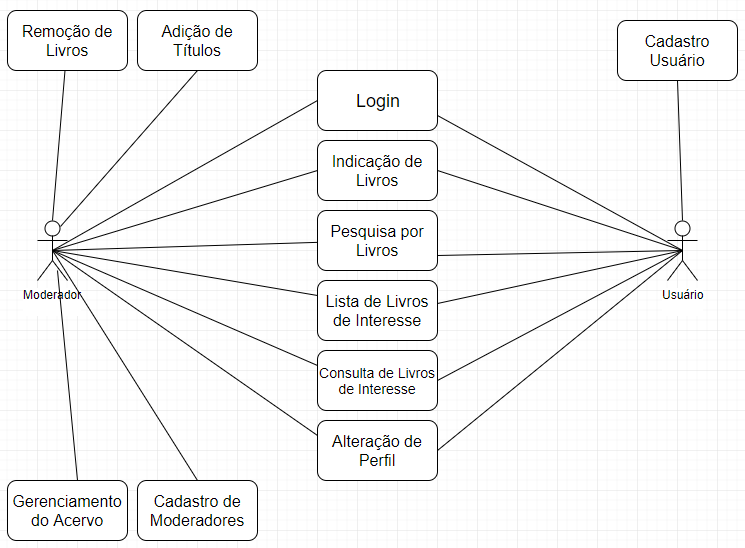 Remoção de
Livros
Adição de
Títulos
Cadastro
Usuário
Login
Indicação de
Livros
Pesquisa por
Livros
Moderador
Usuário
Lista de Livros
de Interesse
Consulta de Livros
de Interesse
Alteração de
Perfil
Gerenciamento
do Acervo
Cadastro de
Moderadores